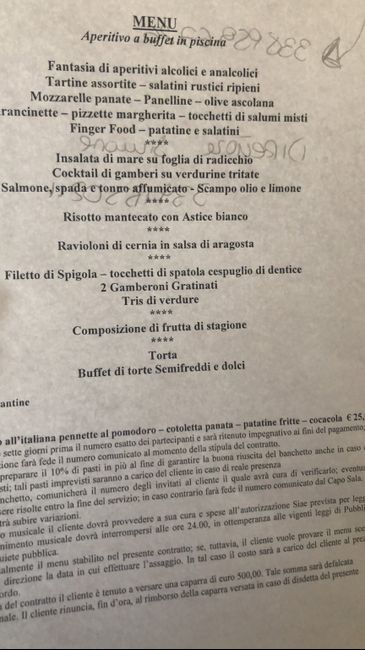 MENU
Aperitivo a buffet in piscina
Fantasia di aperitivi alcolici e analcolici
Tartine assortite – salatini rustici ripieni
Mozzarelle panate – Panelline – olive ascolana
rancinette – pizzette margherita – tocchetti di salumi misti
Finger Food – patatine e salatini
****
Insalata di mare su foglia di radicchio
Cocktail di gamberi su verdurine tritate
Salmone, spada e tonno affumicato - Scampo olio e limone
****
Risotto mantecato con Astice bianco
****
Ravioloni di cernia in salsa di aragosta
****
Filetto di Spigola – tocchetti di spatola cespuglio di dentice
2 Gamberoni Gratinati
Tris di verdure
****
Composizione di frutta di stagione
****
Torta
Buffet di torte Semifreddi e dolci
antine
o all'italiana pennette al pomodoro – cotoletta panata – patatine fritte – cocacola € 25,
sette giorni prima il numero esatto dei partecipanti e sarà ritenuto impegnativo ai fini del pagamento;
zione farà fede il numero comunicato al momento della stipula del contratto.
preparare il 10% di pasti in più al fine di garantire la buona riuscita del banchetto anche in caso
sti; tali pasti imprevisti saranno a carico del cliente in caso di reale presenza
nchetto, comunicherà il numero degli invitati al cliente il quale avrà cura di verificarlo; eventu
sere risolte entro la fine del servizio; in caso contrario farà fede il numero comunicato dal Capo Sala.
trà subire variazioni.
o musicale il cliente dovrà provvedere a sua cura e spese all'autorizzazione Siae prevista per legg
nimento musicale dovrà interrompersi alle ore 24.00, in ottemperanza alle vigenti leggi di Pubbli
uiete pubblica.
almente il menu stabilito nel presente contratto; se, tuttavia, il cliente vuole provare il menu
direzione la data in cui effettuare l'assaggio. In tal caso il costo sarà a carico del cliente al
ordo.
del contratto il cliente è tenuto a versare una caparra di euro 500,00. Tale somma sarà defalcata
nale. Il cliente rinuncia, fin d'ora, al rimborso della caparra versata in caso di disdetta del presente